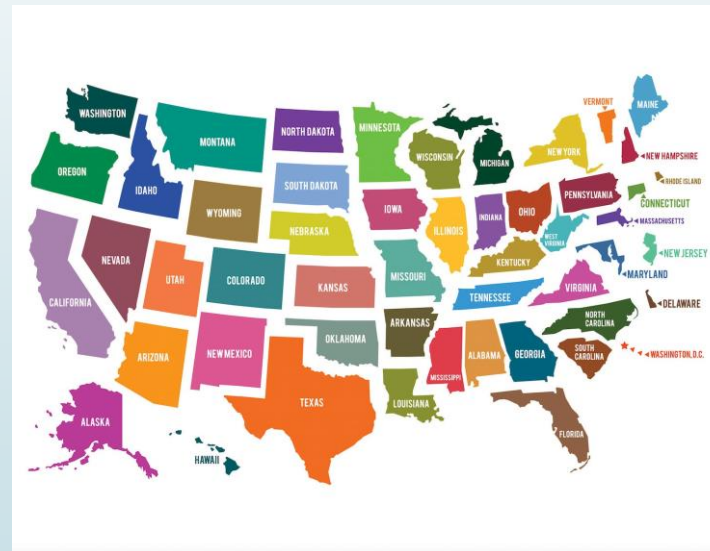 WASHINGTON
MONTANA
NORTH DAKOTA
MINNESOTA
VERMONT
MAINE
OREGON
IDAHO
WYOMING
SOUTH DAKOTA
WISCONSIN
MICHIGAN
NEW YORK
NEW HAMPSHIRE
RHODE ISLAND
CONNECTICUT
MASSACHUSETTS
NEW JERSEY
NEVADA
UTAH
COLORADO
NEBRASKA
IOWA
ILLINOIS
INDIANA
OHIO
PENNSYLVANIA
WEST
VIRGINIA
MARYLAND
DELAWARE
CALIFORNIA
KANSAS
MISSOURI
KENTUCKY
VIRGINIA
ARIZONA
NEW MEXICO
OKLAHOMA
ARKANSAS
TENNESSEE
NORTH
CAROLINA
SOUTH
CAROLINA
WASHINGTON, D.C.
TEXAS
LOUISIANA
MISSISSIPPI
ALABAMA
GEORGIA
FLORIDA
ALASKA
HAWAII